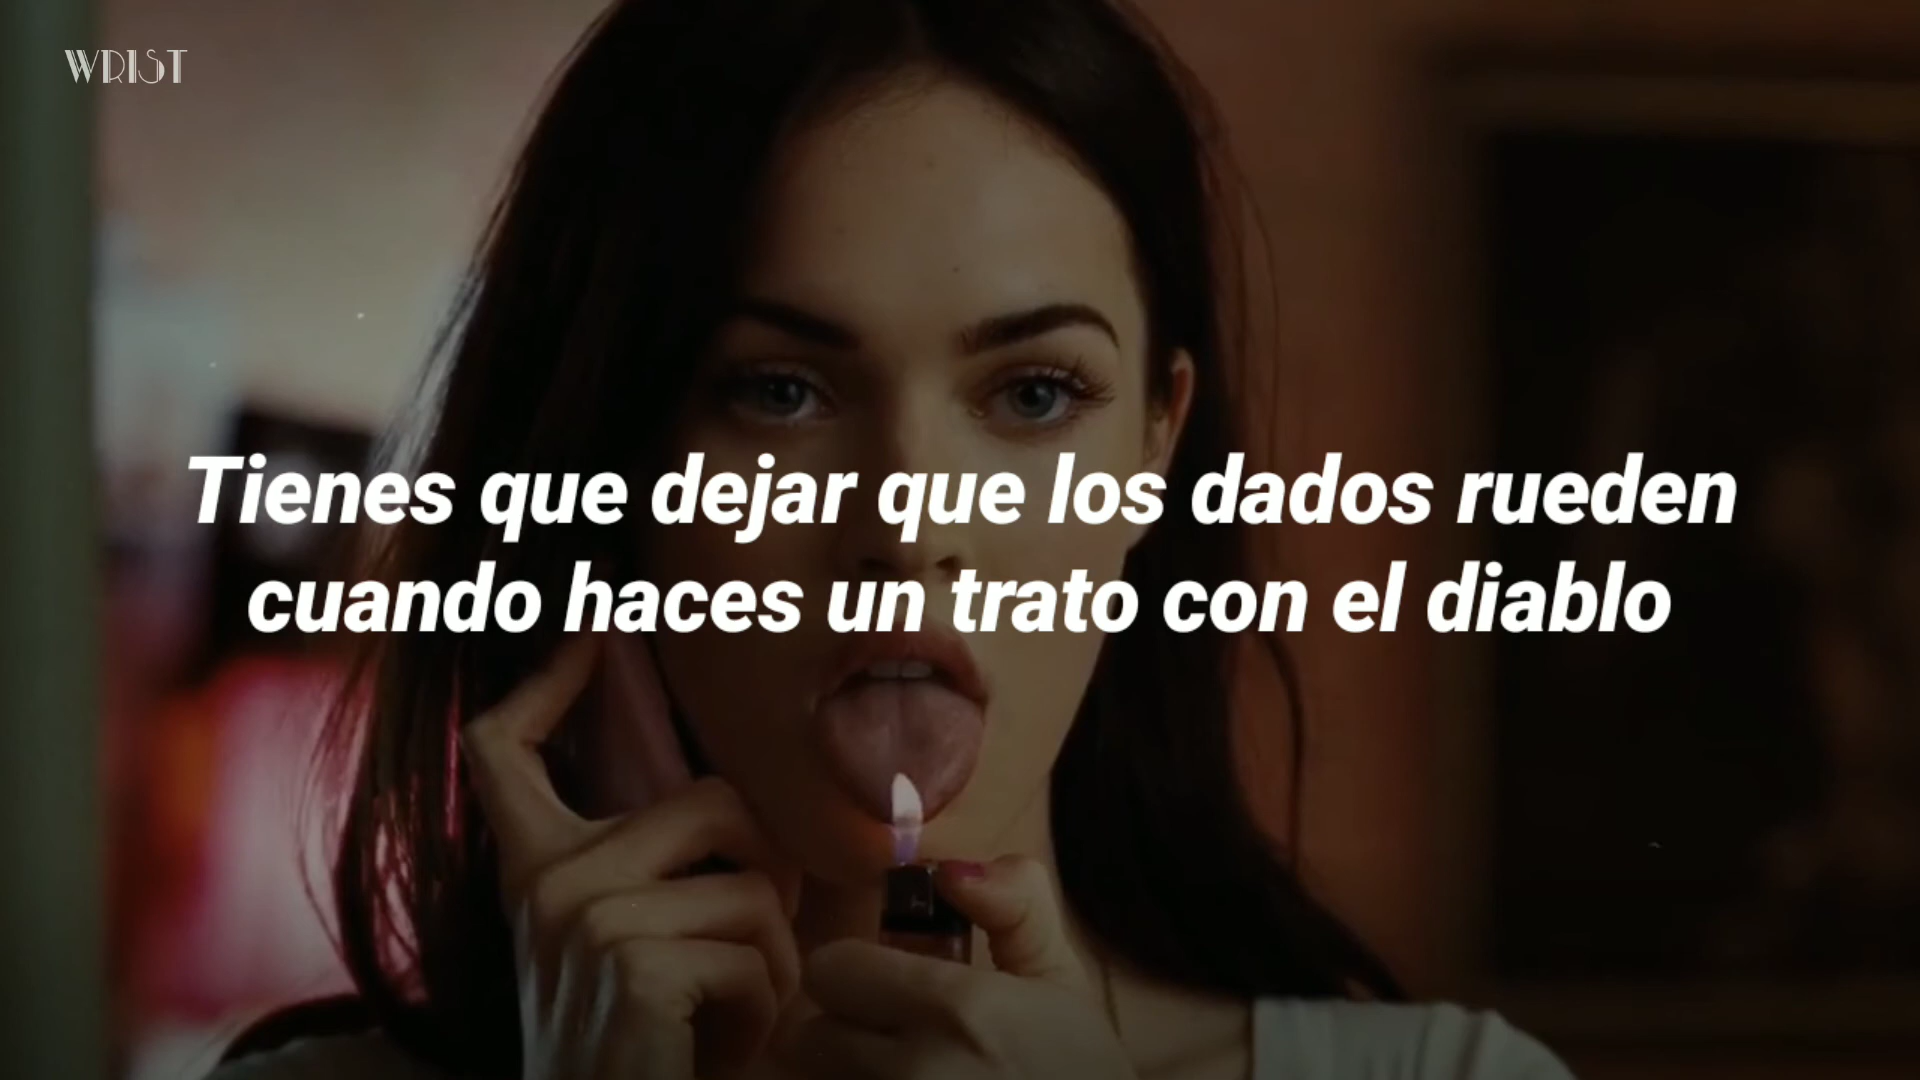 WRIST
Tienes que dejar que los dados rueden
cuando haces un trato con el diablo